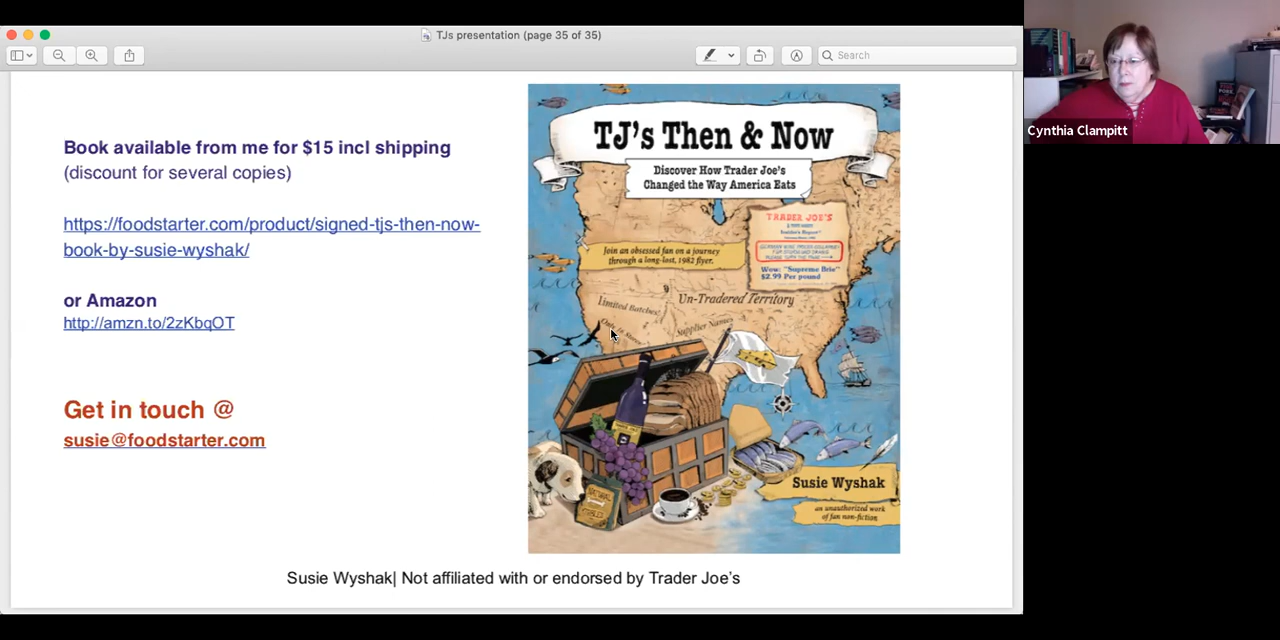 TJs presentation (page 35 of 35)
Search
Book available from me for $15 incl shipping
(discount for several copies)
https://foodstarter.com/product/signed-tjs-then-now-
book-by-susie-wyshak/
or Amazon
http://amzn.to/2zKbqOT
Get in touch @
susie@foodstarter.com
TJ's Then & Now
Discover How Trader Joe's
Changed the Way America Eats
TRADER JOE'S
Join an obsessed fan on a journey
through a long-lost, 1982 flyer.
Wow: "Supreme Brie"
$2.99 Per pound
Un-Tradered Territory
Limited Batches!
Supplier Names
Susie Wyshak
an unauthorized work
of fan non-fiction
Susie Wyshak| Not affiliated with or endorsed by Trader Joe's
Cynthia Clampitt